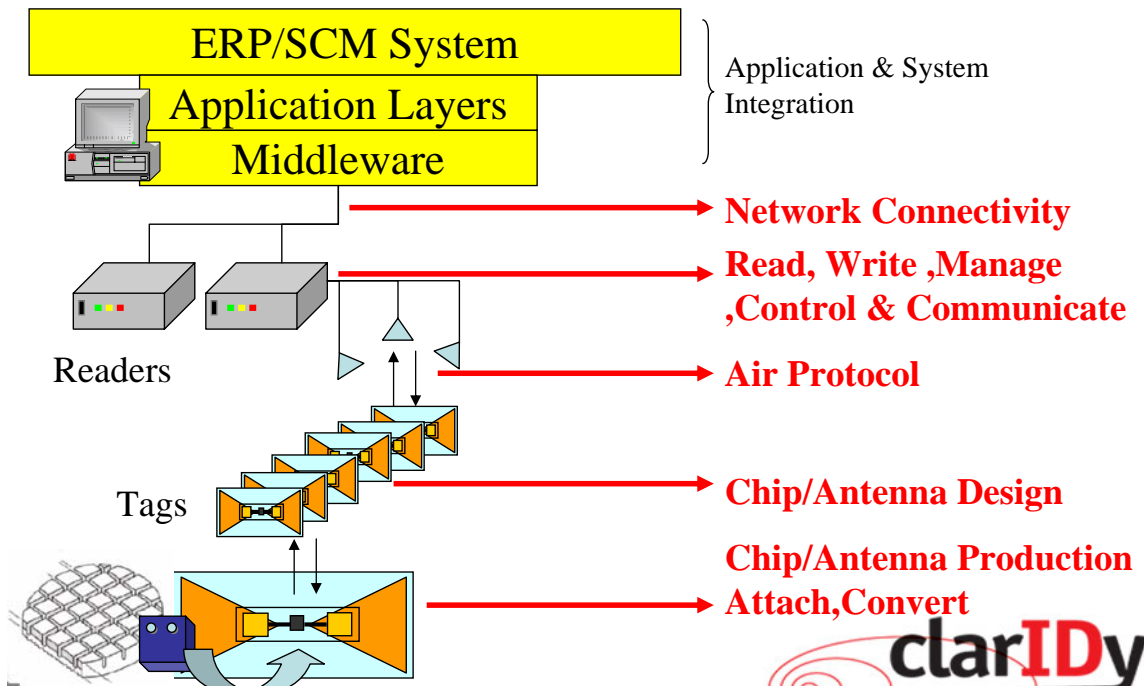 ERP/SCM System
Application Layers
Middleware
Application & System
Integration
Network Connectivity
Read, Write ,Manage
,Control & Communicate
Readers
Air Protocol
Tags
Chip/Antenna Design
Chip/Antenna Production
Attach,Convert
clarIDy